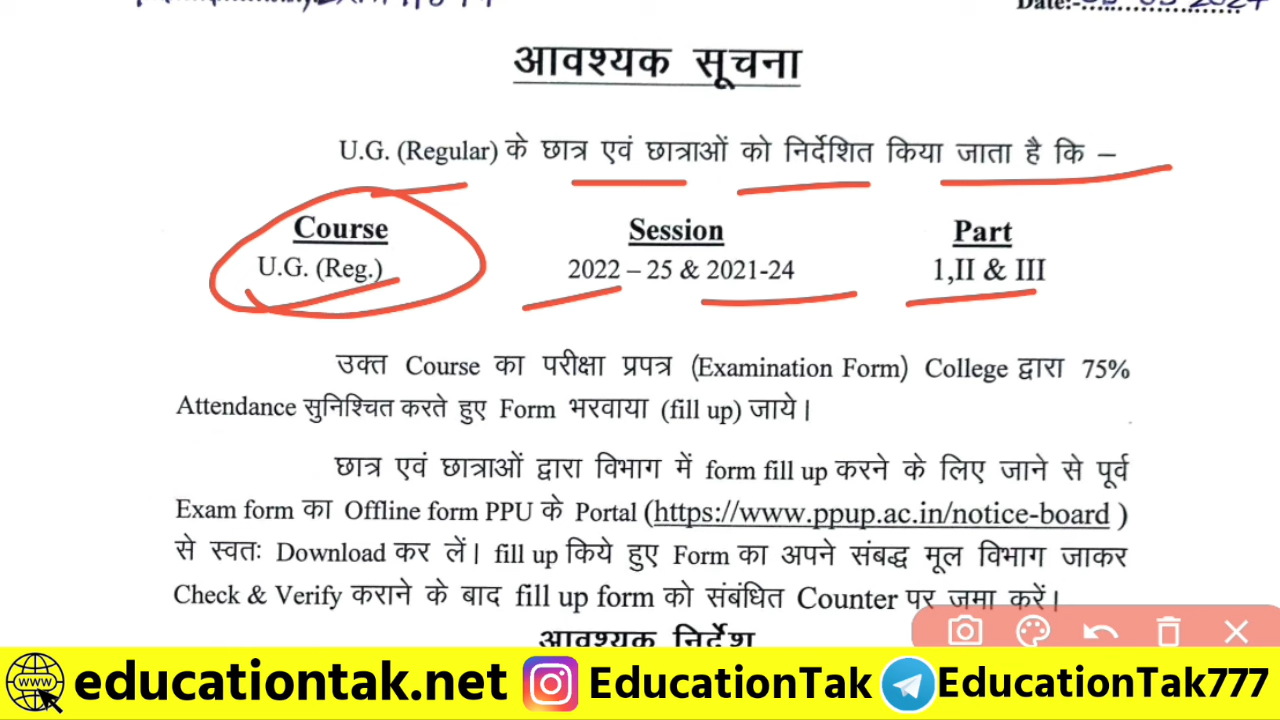 Date:-
आवश्यक सूचना
U.G. (Regular) के छात्र एवं छात्राओं को निर्देशित किया जाता है कि –
Course Session Part
U.G. (Reg.) 2022 – 25 & 2021-24 1,II & III
उक्त Course का परीक्षा प्रपत्र (Examination Form) College द्वारा 75%
Attendance सुनिश्चित करते हुए Form भरवाया (fill up) जाये।
छात्र एवं छात्राओं द्वारा विभाग में form fill up करने के लिए जाने से पूर्व
Exam form का Offline form PPU के Portal (https://www.ppup.ac.in/notice-board )
से स्वतः Download कर लें। fill up किये हुए Form का अपने संबद्ध मूल विभाग जाकर
Check & Verify कराने के बाद fill up form को संबंधित Counter पर जमा करें।
आवश्यक निर्देश
www educationtak.net EducationTak EducationTak777